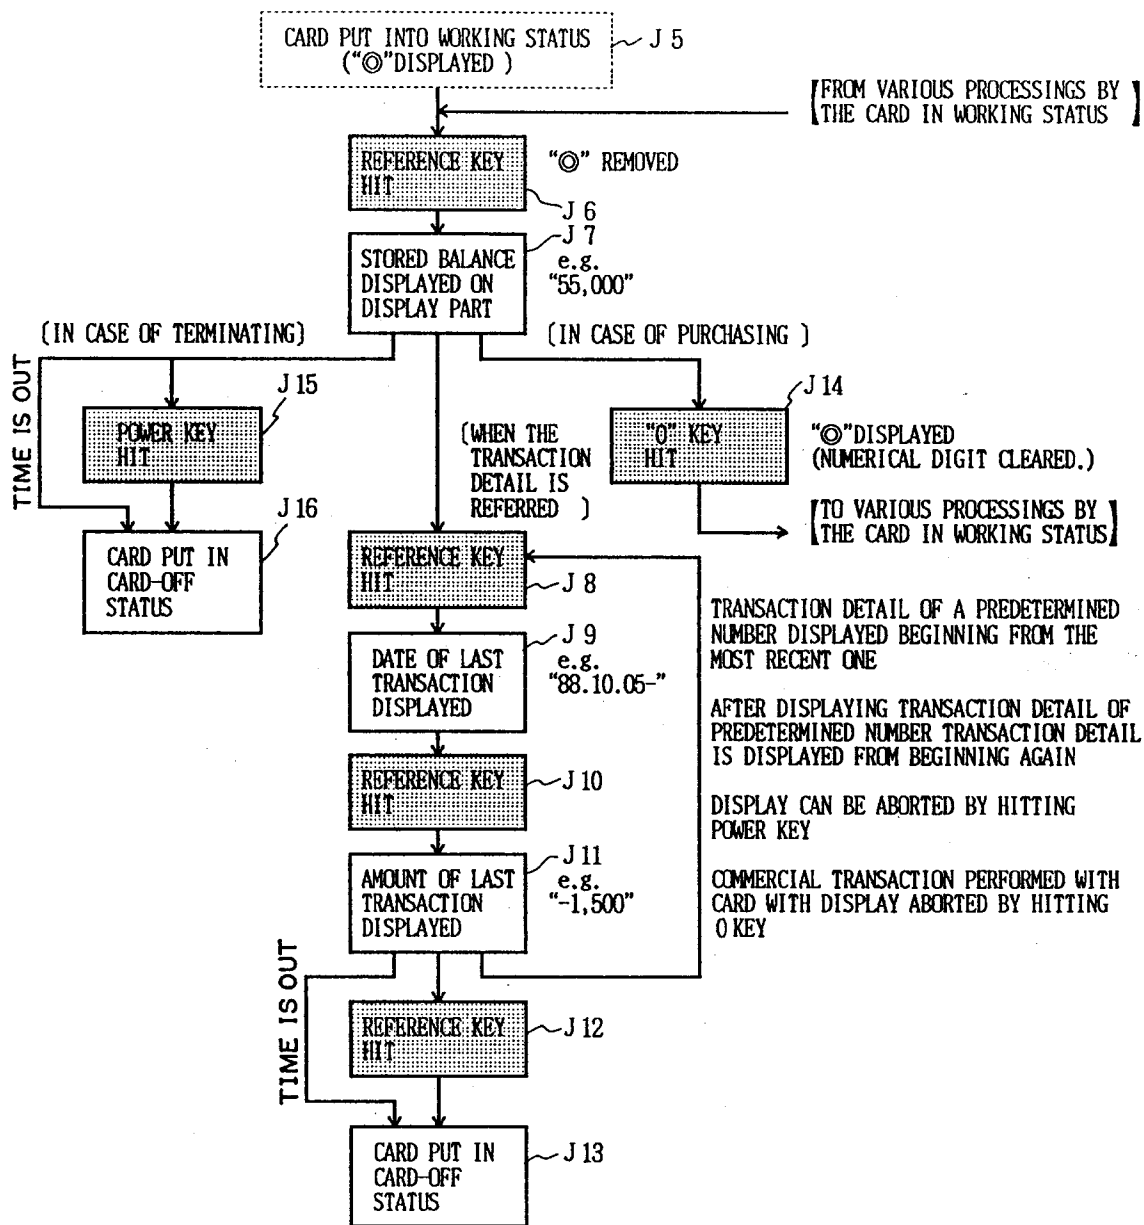 CARD PUT INTO WORKING STATUS
("◎"DISPLAYED )
J 5
[FROM VARIOUS PROCESSINGS BY
THE CARD IN WORKING STATUS ]
REFERENCE KEY
HIT
"◎" REMOVED
J 6
STORED BALANCE
DISPLAYED ON
DISPLAY PART
J 7
e.g.
"55,000"
(IN CASE OF TERMINATING)
(IN CASE OF PURCHASING )
TIME IS OUT
J 15
POWER KEY
HIT
J 14
"0" KEY
HIT
"◎"DISPLAYED
(NUMERICAL DIGIT CLEARED.)
(WHEN THE
TRANSACTION
DETAIL IS
REFERRED )
[TO VARIOUS PROCESSINGS BY
THE CARD IN WORKING STATUS]
J 16
CARD PUT IN
CARD-OFF
STATUS
REFERENCE KEY
HIT
J 8
DATE OF LAST
TRANSACTION
DISPLAYED
J 9
e.g.
"88.10.05-"
TRANSACTION DETAIL OF A PREDETERMINED
NUMBER DISPLAYED BEGINNING FROM THE
MOST RECENT ONE
AFTER DISPLAYING TRANSACTION DETAIL OF
PREDETERMINED NUMBER TRANSACTION DETAIL
IS DISPLAYED FROM BEGINNING AGAIN
REFERENCE KEY
HIT
J 10
DISPLAY CAN BE ABORTED BY HITTING
POWER KEY
AMOUNT OF LAST
TRANSACTION
DISPLAYED
J 11
e.g.
"-1,500"
COMMERCIAL TRANSACTION PERFORMED WITH
CARD WITH DISPLAY ABORTED BY HITTING
0 KEY
TIME IS OUT
REFERENCE KEY
HIT
J 12
CARD PUT IN
CARD-OFF
STATUS
J 13